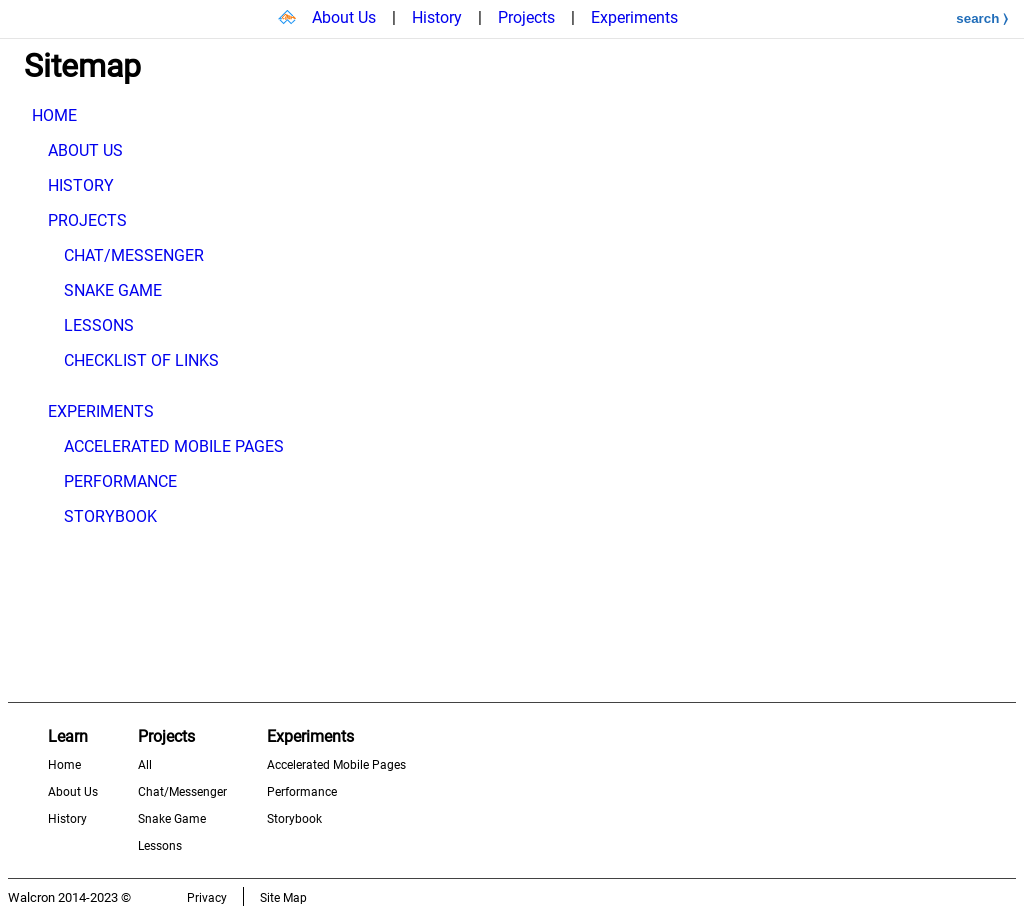 About Us | History | Projects | Experiments search ⟩
Sitemap
HOME
ABOUT US
HISTORY
PROJECTS
CHAT/MESSENGER
SNAKE GAME
LESSONS
CHECKLIST OF LINKS
EXPERIMENTS
ACCELERATED MOBILE PAGES
PERFORMANCE
STORYBOOK
Learn
Home
About Us
History
Projects
All
Chat/Messenger
Snake Game
Lessons
Experiments
Accelerated Mobile Pages
Performance
Storybook
Walcron 2014-2023 © Privacy Site Map